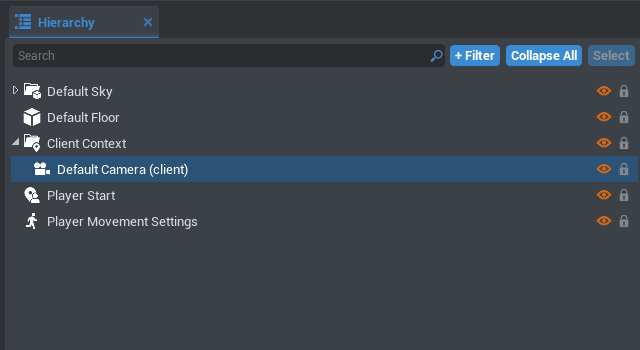 Hierarchy
Search
+ Filter
Collapse All
Select
Default Sky
Default Floor
Client Context
Default Camera (client)
Player Start
Player Movement Settings